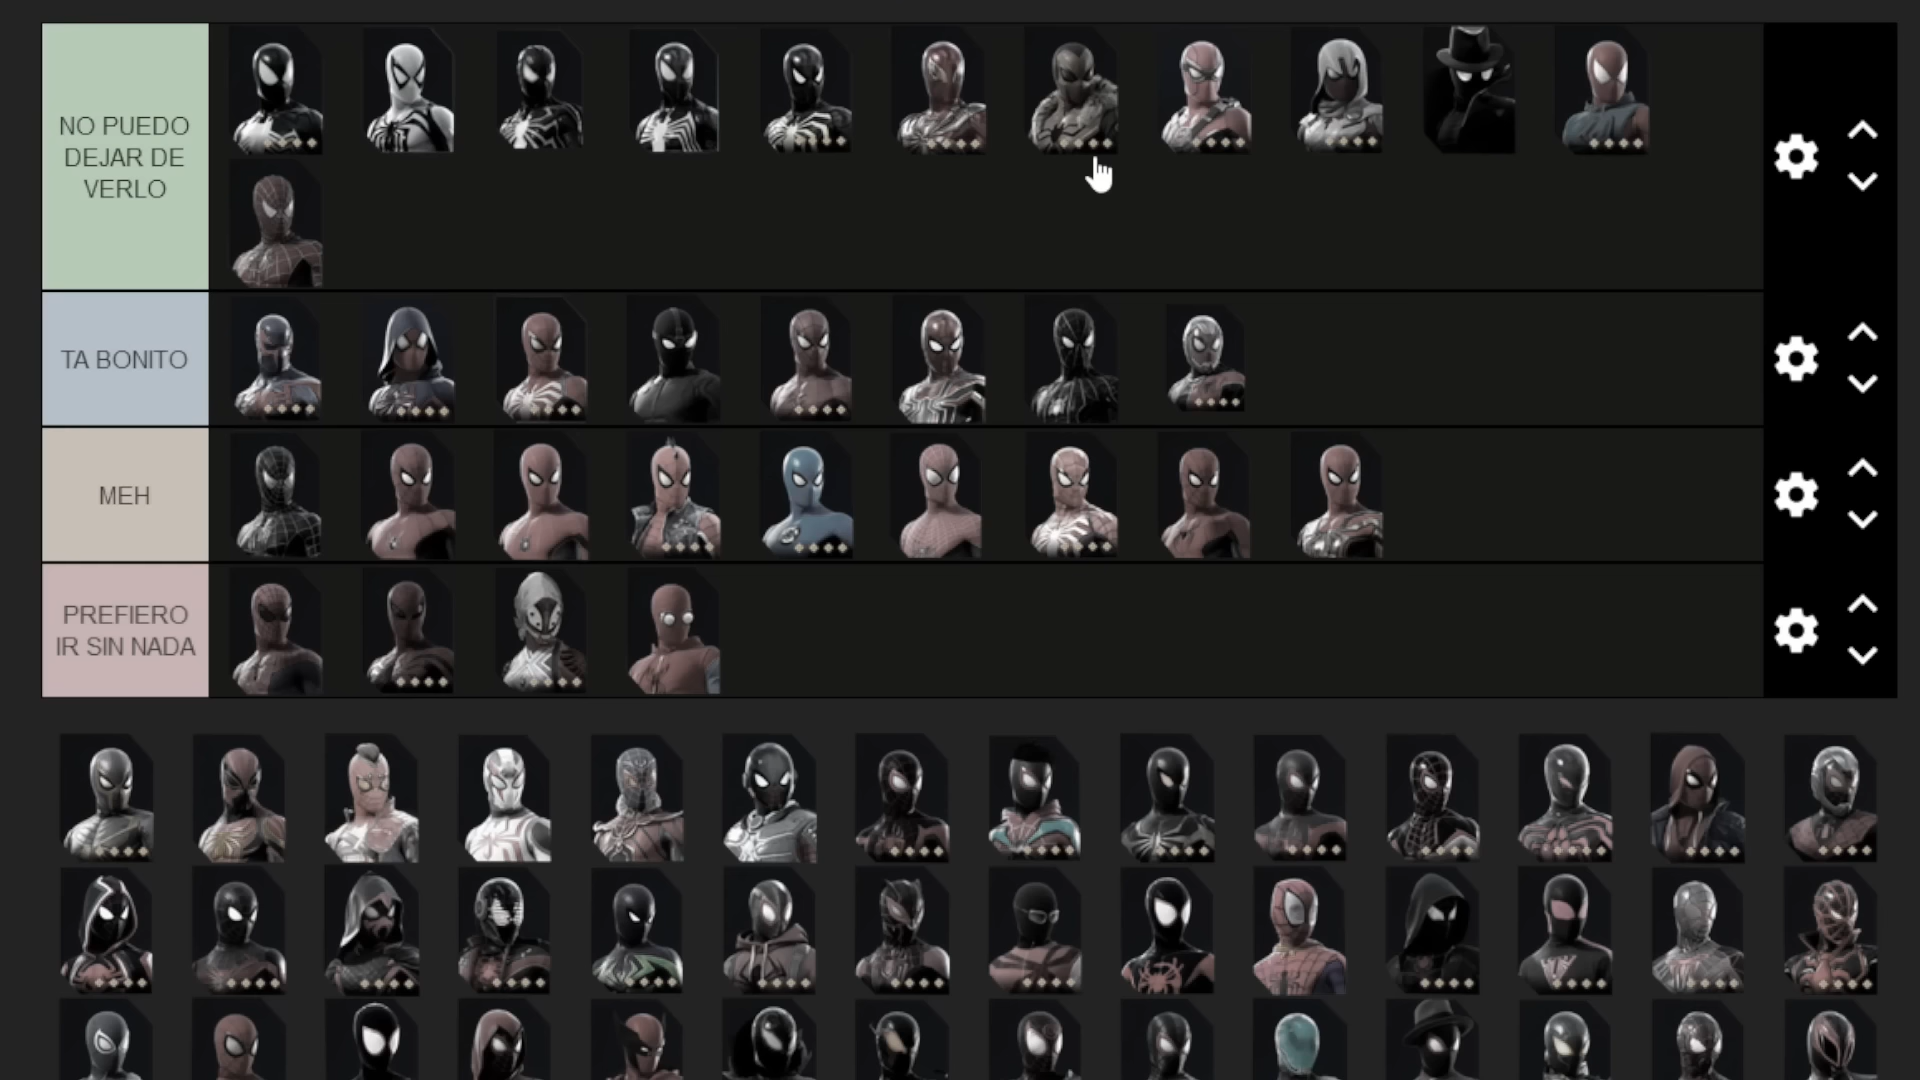 NO PUEDO
DEJAR DE
VERLO
TA BONITO
MEH
PREFIERO
IR SIN NADA